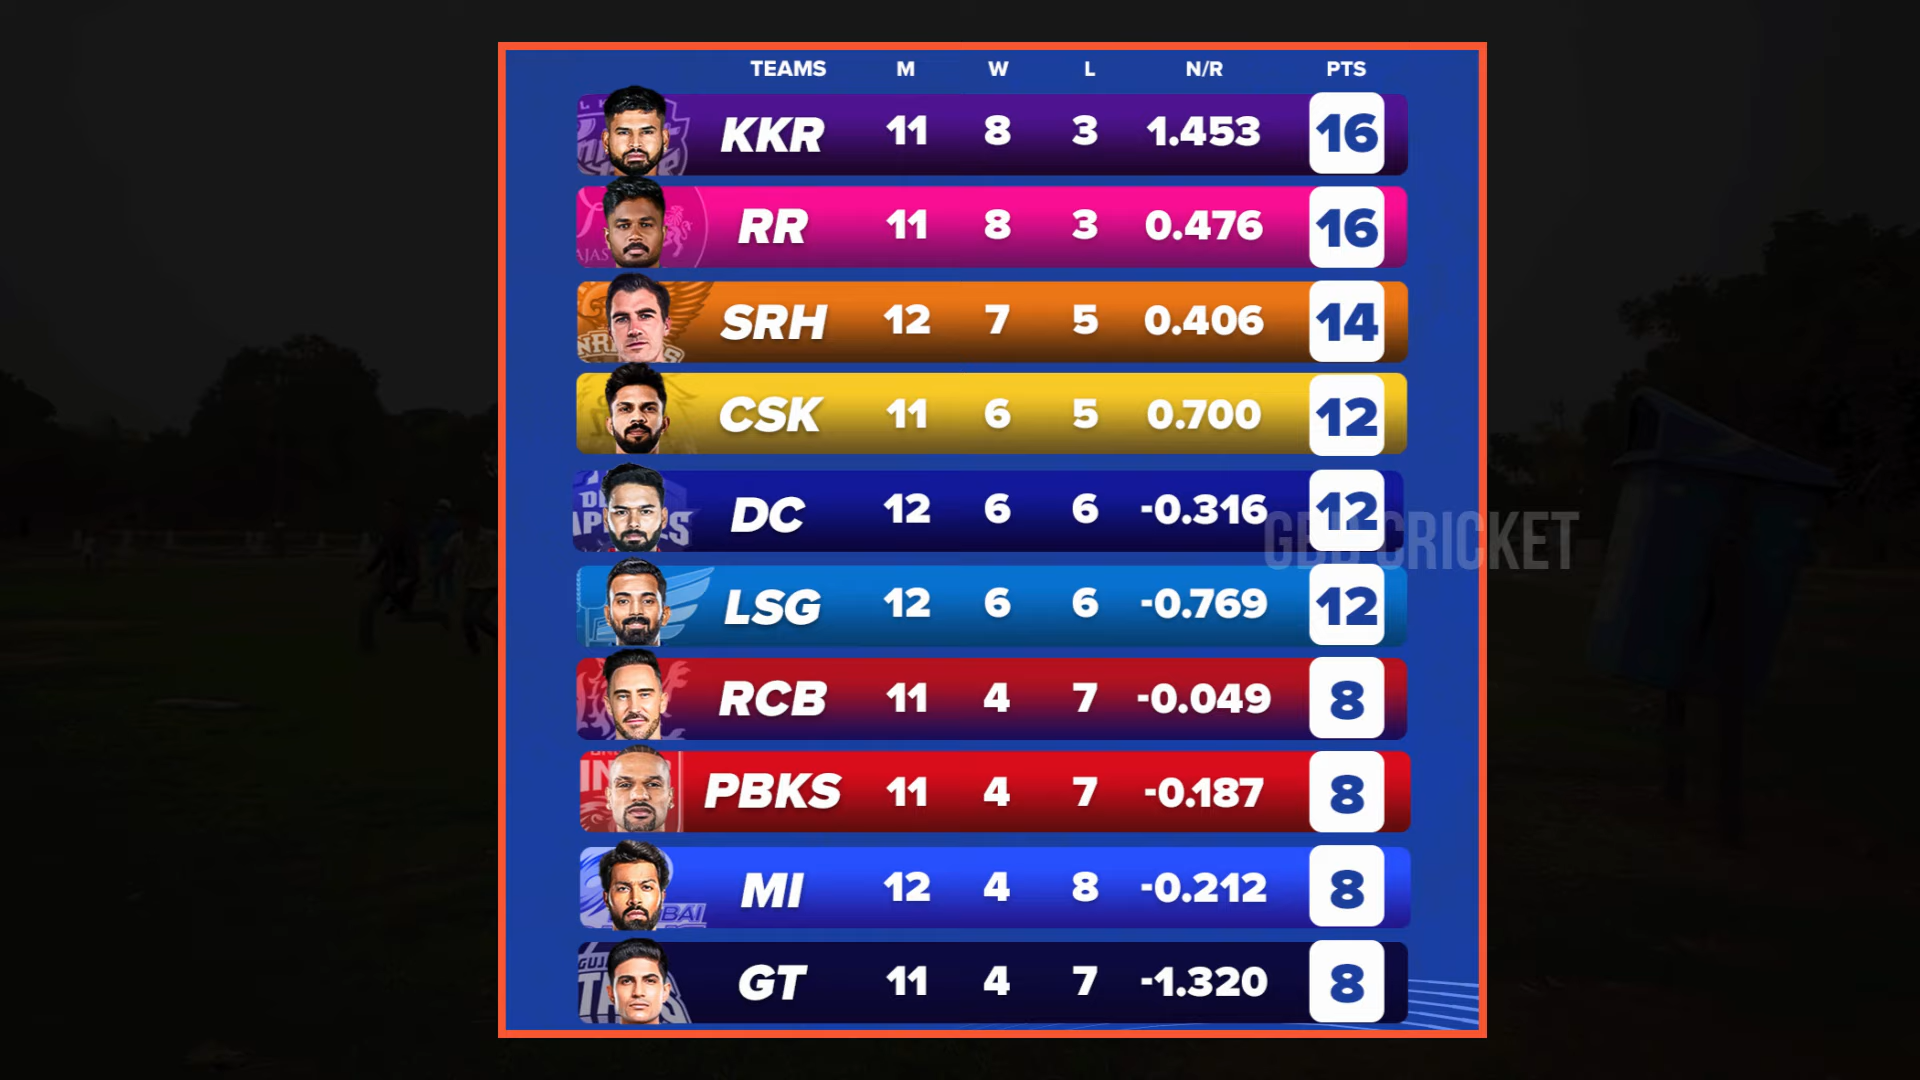 TEAMS M W L N/R PTS
KKR 11 8 3 1.453 16
RR 11 8 3 0.476 16
SRH 12 7 5 0.406 14
CSK 11 6 5 0.700 12
DC 12 6 6 -0.316 12
GBD CRICKET
LSG 12 6 6 -0.769 12
RCB 11 4 7 -0.049 8
PBKS 11 4 7 -0.187 8
MI 12 4 8 -0.212 8
GT 11 4 7 -1.320 8